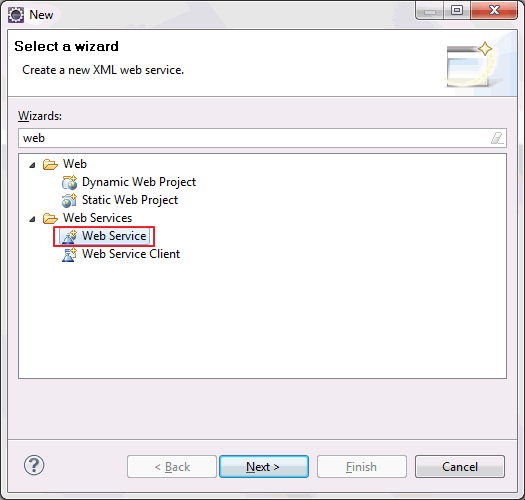 New
Select a wizard
Create a new XML web service.
Wizards:
web
Web
Dynamic Web Project
Static Web Project
Web Services
Web Service
Web Service Client
? < Back Next > Finish Cancel